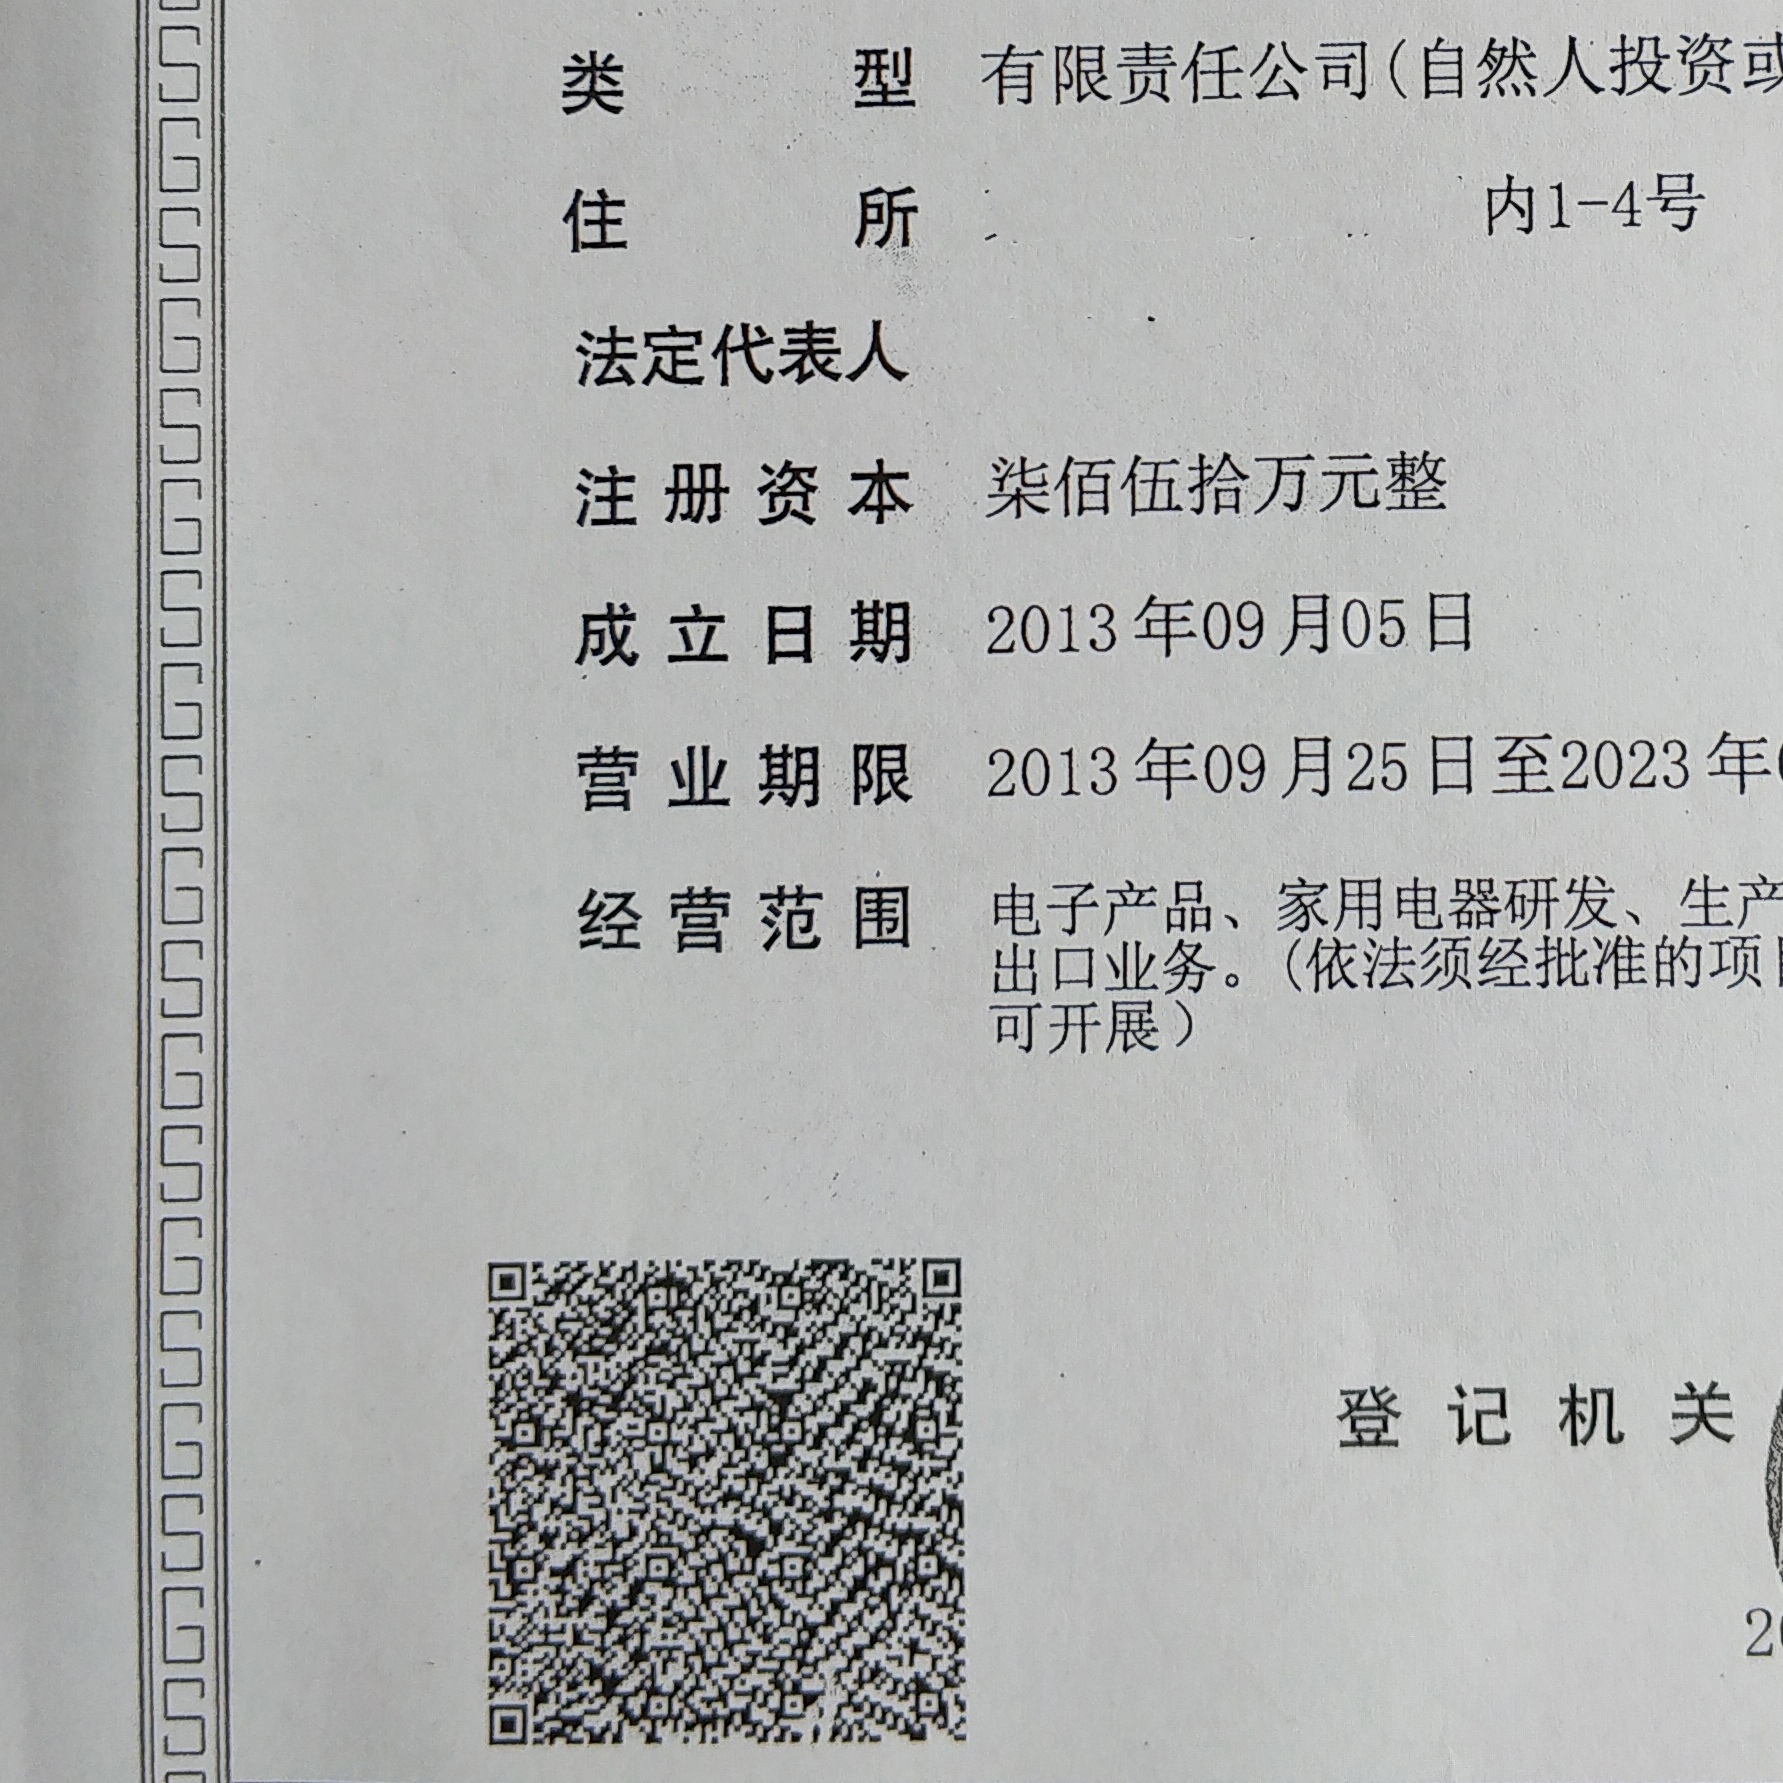 类型 有限责任公司(自然人投资或
住所 内1-4号
法定代表人
注册资本 柒佰伍拾万元整
成立日期 2013年09月05日
营业期限 2013年09月25日至2023年
经营范围 电子产品、家用电器研发、生产
出口业务。(依法须经批准的项目
可开展)
登记机关
20